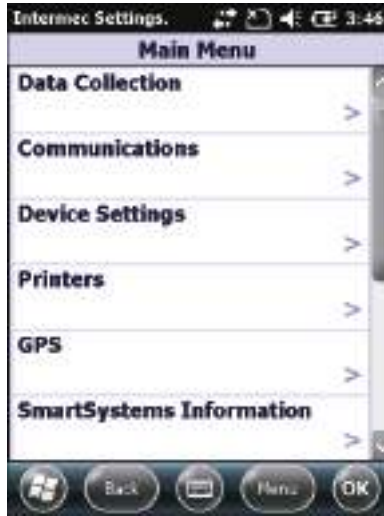 Intermec Settings. 3:46
Main Menu
Data Collection
>
Communications
>
Device Settings
>
Printers
>
GPS
>
SmartSystems Information
>
Back Menu OK